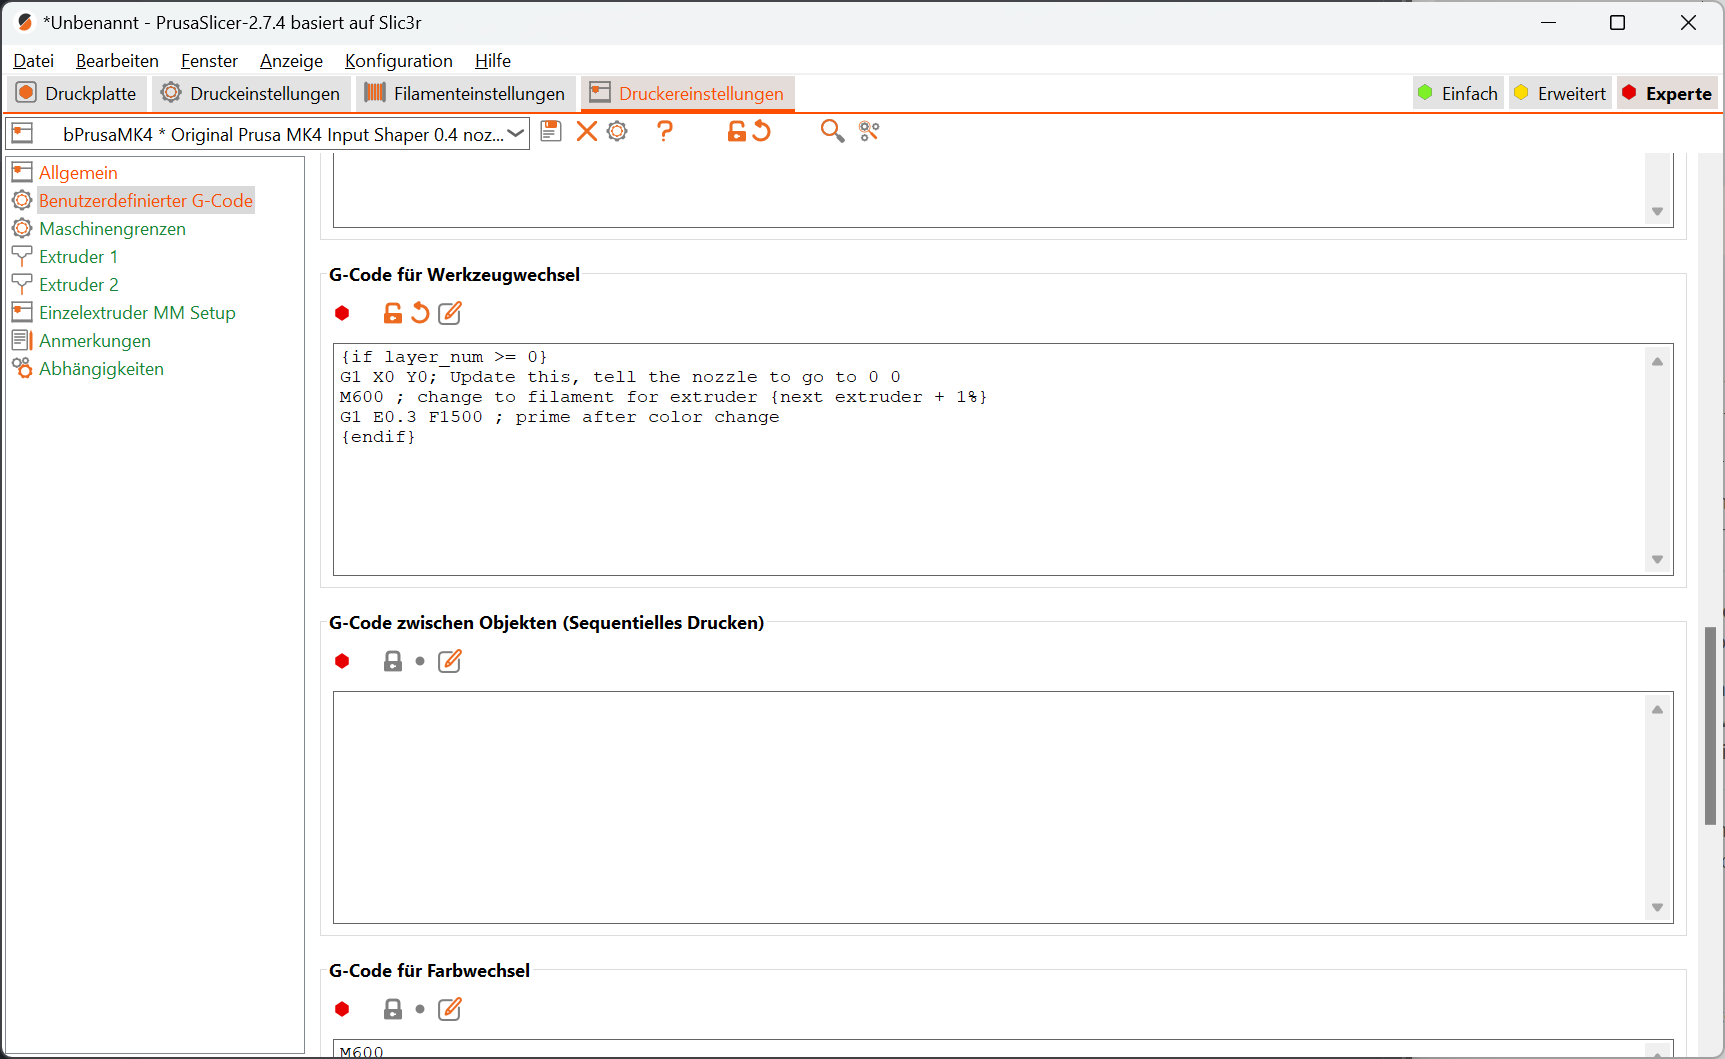 *Unbenannt - PrusaSlicer-2.7.4 basiert auf Slic3r
Datei Bearbeiten Fenster Anzeige Konfiguration Hilfe
Druckplatte Druckeinstellungen Filamenteinstellungen Druckereinstellungen Einfach Erweitert Experte
bPrusaMK4 * Original Prusa MK4 Input Shaper 0.4 noz... ?
Allgemein
Benutzerdefinierter G-Code
Maschinengrenzen
Extruder 1
Extruder 2
Einzelextruder MM Setup
Anmerkungen
Abhängigkeiten
G-Code für Werkzeugwechsel
{if layer_num >= 0}
G1 X0 Y0; Update this, tell the nozzle to go to 0 0
M600 ; change to filament for extruder {next extruder + 1%}
G1 E0.3 F1500 ; prime after color change
{endif}
G-Code zwischen Objekten (Sequentielles Drucken)
G-Code für Farbwechsel
M600